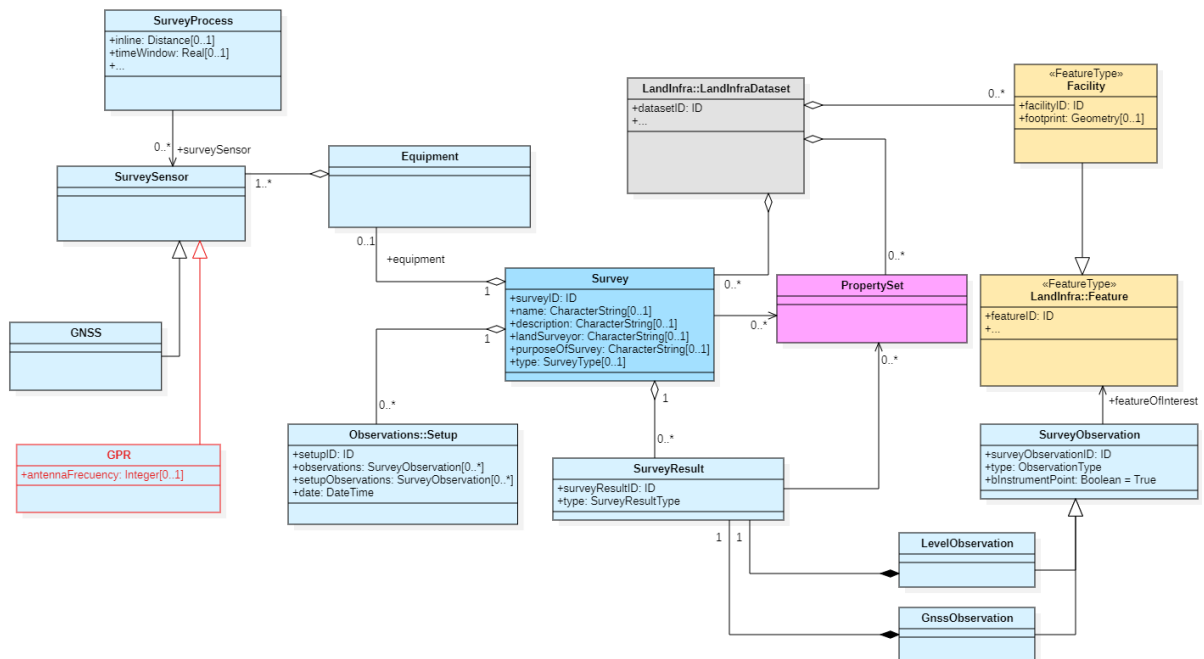 SurveyProcess
+inline: Distance[0..1]
+timeWindow: Real[0..1]
+...
0..*
+surveySensor
SurveySensor
1..*
Equipment
0..1
+equipment
1
LandInfra::LandInfraDataset
+datasetID: ID
+...
0..*
0..*
0..*
«FeatureType»
Facility
+facilityID: ID
+footprint: Geometry[0..1]
GNSS
GPR
+antennaFrecuency: Integer[0..1]
Survey
+surveyID: ID
+name: CharacterString[0..1]
+description: CharacterString[0..1]
+landSurveyor: CharacterString[0..1]
+purposeOfSurvey: CharacterString[0..1]
+type: SurveyType[0..1]
1
0..*
1
0..*
0..*
PropertySet
0..*
«FeatureType»
LandInfra::Feature
+featureID: ID
+...
+featureOfInterest
Observations::Setup
+setupID: ID
+observations: SurveyObservation[0..*]
+setupObservations: SurveyObservation[0..*]
+date: DateTime
SurveyResult
+surveyResultID: ID
+type: SurveyResultType
1
1
SurveyObservation
+surveyObservationID: ID
+type: ObservationType
+bInstrumentPoint: Boolean = True
LevelObservation
GnssObservation